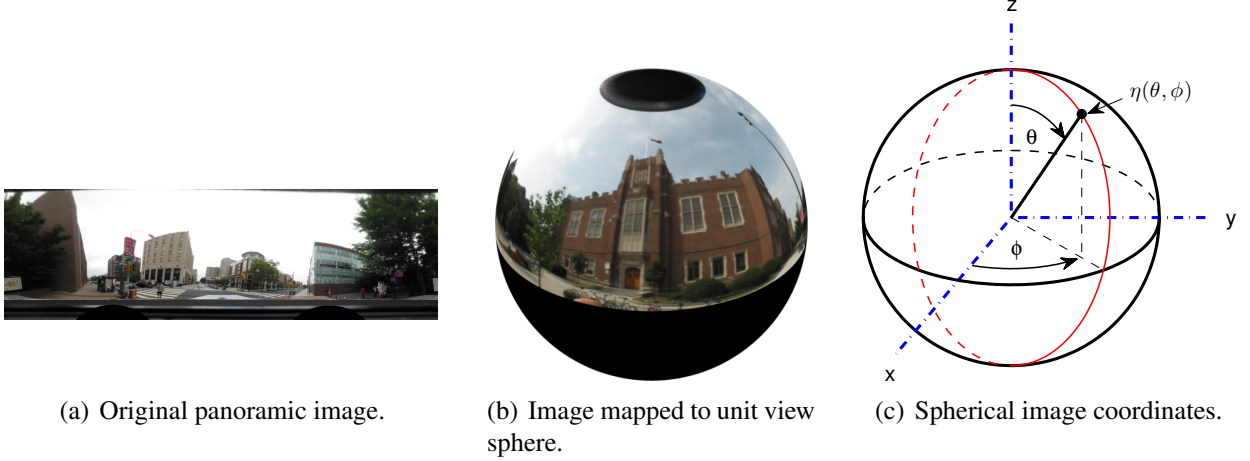 z
η(θ, ϕ)
θ
y
ϕ
x
(a) Original panoramic image.
(b) Image mapped to unit view
sphere.
(c) Spherical image coordinates.